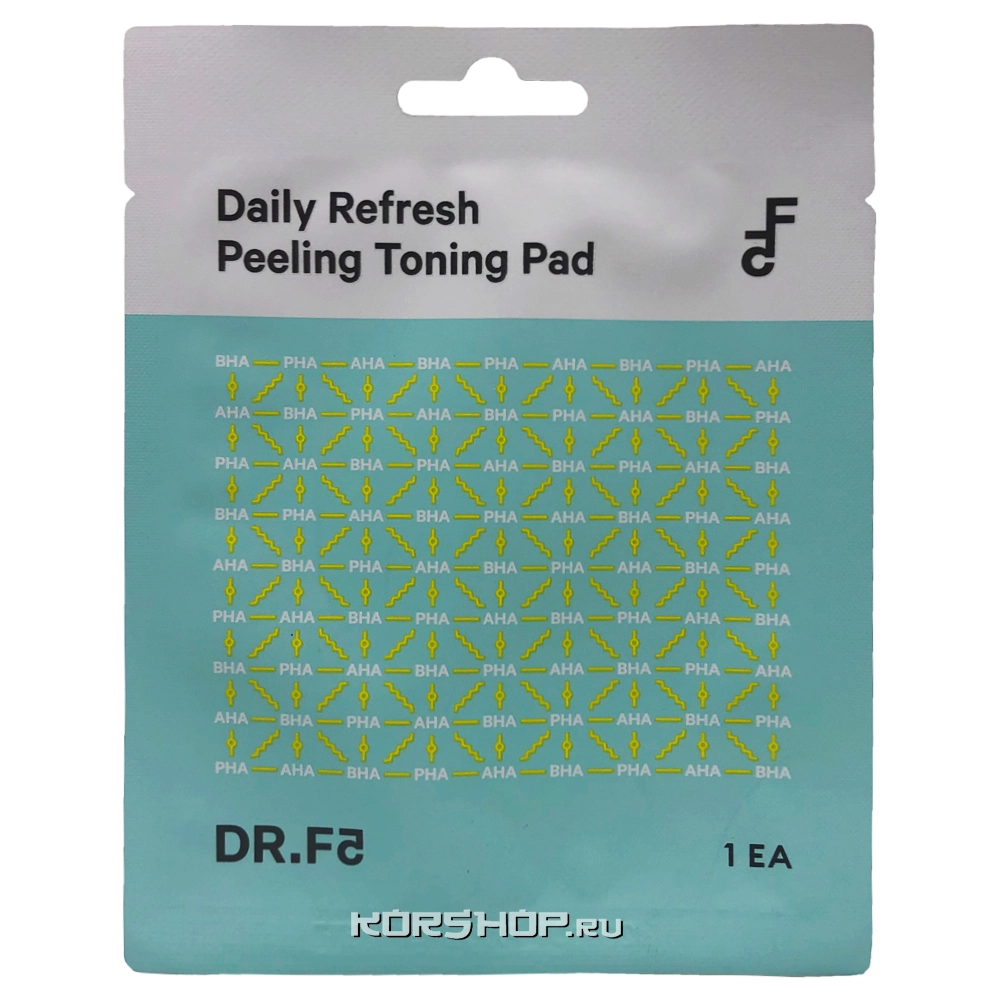 Daily Refresh
Peeling Toning Pad
BHA — PHA — AHA — BHA — PHA — AHA — BHA — PHA — AHA
AHA — BHA — PHA — AHA — BHA — PHA — AHA — BHA — PHA
PHA — AHA — BHA — PHA — AHA — BHA — PHA — AHA — BHA
BHA — PHA — AHA — BHA — PHA — AHA — BHA — PHA — AHA
AHA — BHA — PHA — AHA — BHA — PHA — AHA — BHA — PHA
PHA — AHA — BHA — PHA — AHA — BHA — PHA — AHA — BHA
BHA — PHA — AHA — BHA — PHA — AHA — BHA — PHA — AHA
AHA — BHA — PHA — AHA — BHA — PHA — AHA — BHA — PHA
PHA — AHA — BHA — PHA — AHA — BHA — PHA — AHA — BHA
DR.F5
1 EA
KORSHOP.ru